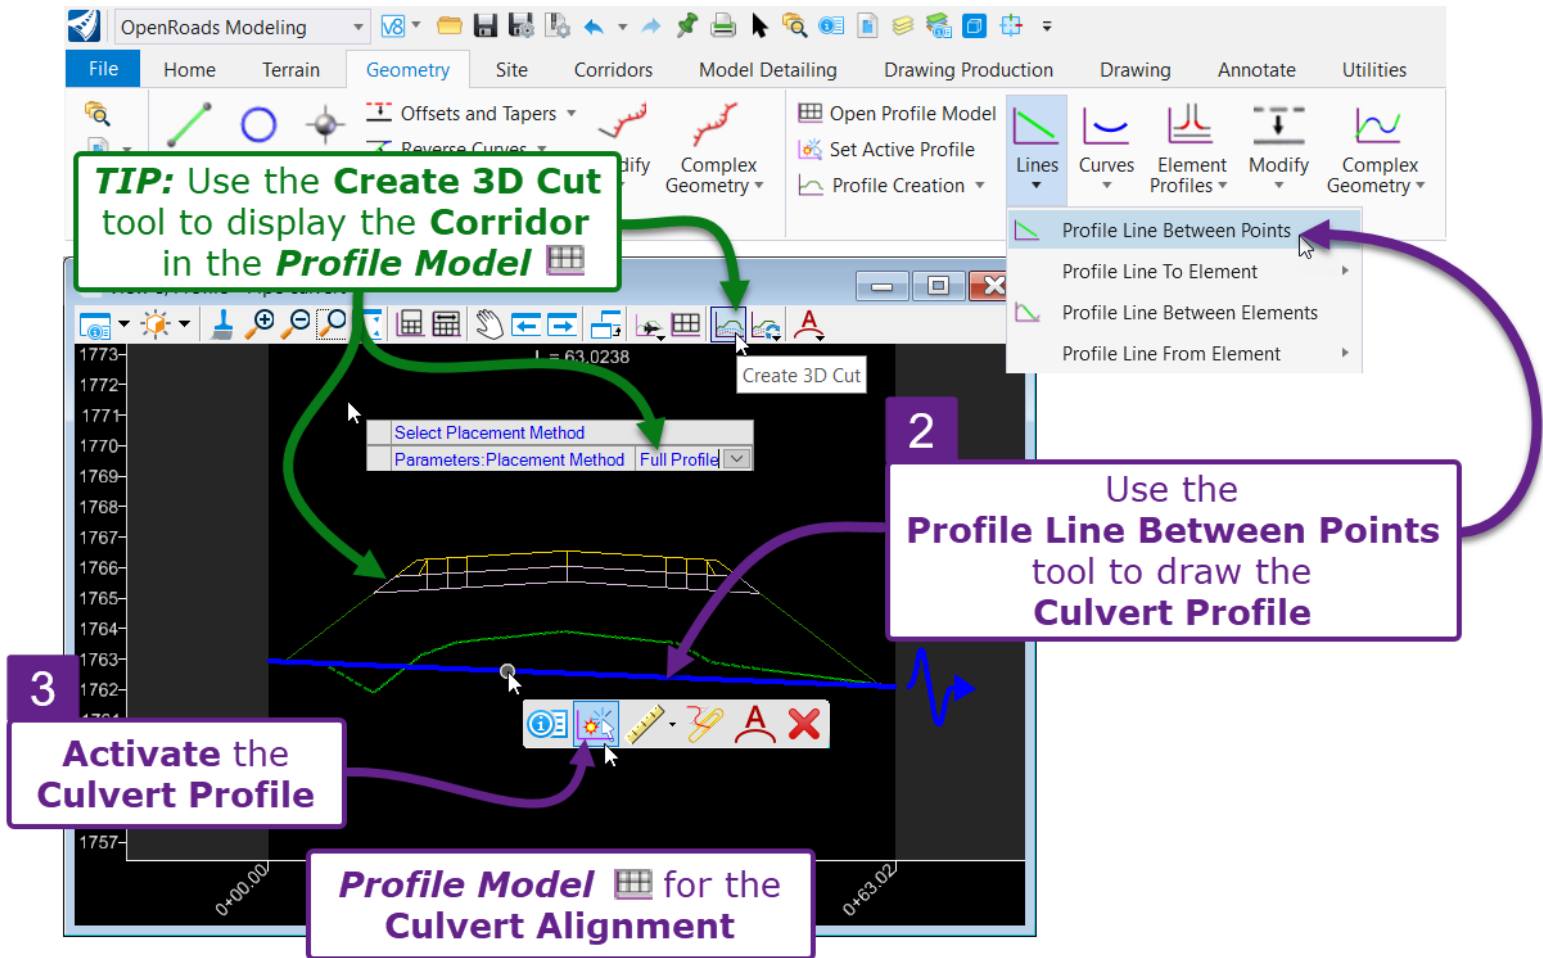 OpenRoads Modeling
V8
File Home Terrain Geometry Site Corridors Model Detailing Drawing Production Drawing Annotate Utilities
Offsets and Tapers
Reverse Curves
Complex
Geometry
Open Profile Model
Set Active Profile
Profile Creation
Lines
Curves
Element
Profiles
Modify
Complex
Geometry
Profile Line Between Points
Profile Line To Element
Profile Line Between Elements
Profile Line From Element
TIP: Use the Create 3D Cut
tool to display the Corridor
in the Profile Model
Create 3D Cut
L = 63.0238
Select Placement Method
Parameters:Placement Method Full Profile
1773
1772
1771
1770
1769
1768
1767
1766
1765
1764
1763
1762
1757
2
Use the
Profile Line Between Points
tool to draw the
Culvert Profile
3
Activate the
Culvert Profile
0+00.00
0+63.02
Profile Model for the
Culvert Alignment